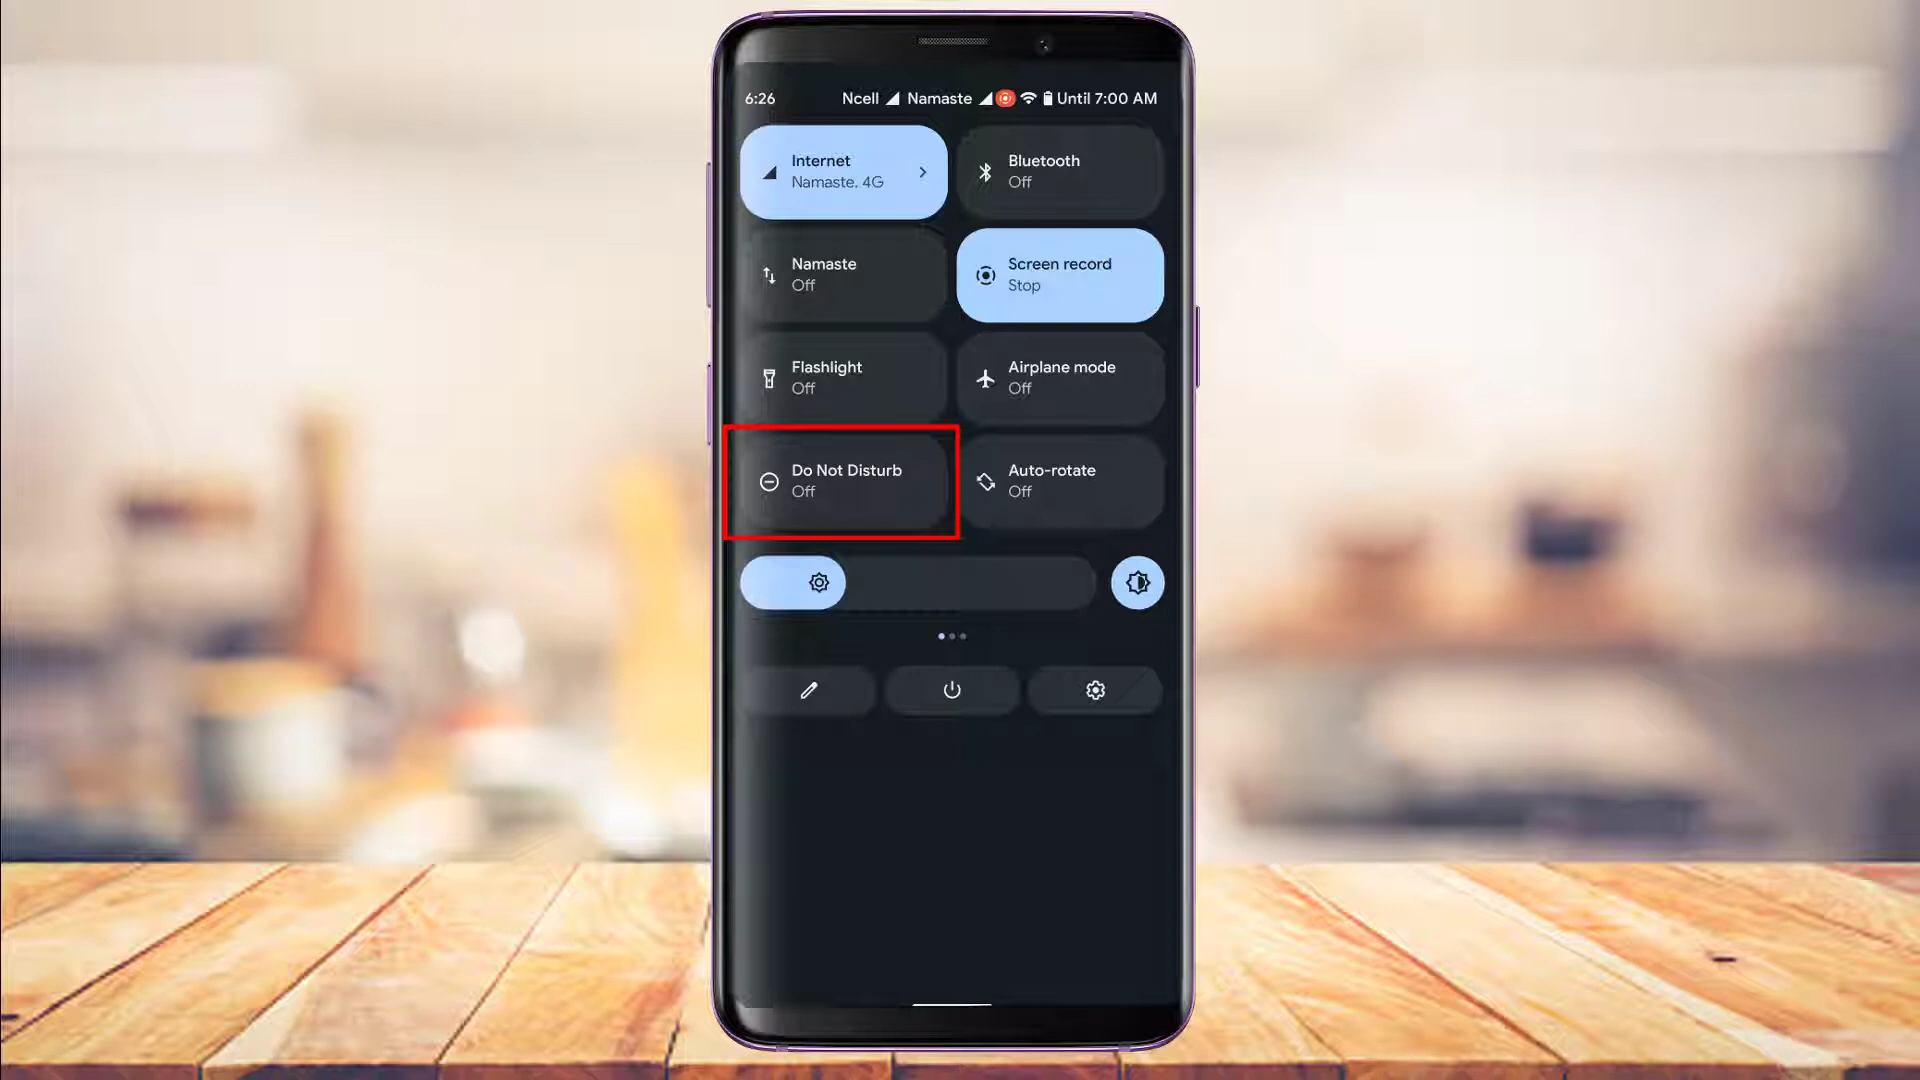 6:26 Ncell Namaste Until 7:00 AM
Internet
Namaste. 4G
Bluetooth
Off
Namaste
Off
Screen record
Stop
Flashlight
Off
Airplane mode
Off
Do Not Disturb
Off
Auto-rotate
Off